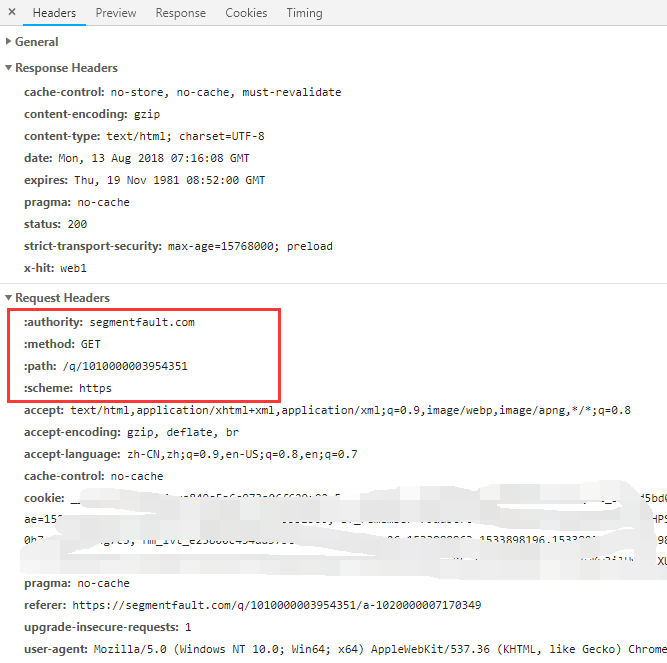 × Headers Preview Response Cookies Timing
General
Response Headers
cache-control: no-store, no-cache, must-revalidate
content-encoding: gzip
content-type: text/html; charset=UTF-8
date: Mon, 13 Aug 2018 07:16:08 GMT
expires: Thu, 19 Nov 1981 08:52:00 GMT
pragma: no-cache
status: 200
strict-transport-security: max-age=15768000; preload
x-hit: web1
Request Headers
:authority: segmentfault.com
:method: GET
:path: /q/1010000003954351
:scheme: https
accept: text/html,application/xhtml+xml,application/xml;q=0.9,image/webp,image/apng,*/*;q=0.8
accept-encoding: gzip, deflate, br
accept-language: zh-CN,zh;q=0.9,en-US;q=0.8,en;q=0.7
cache-control: no-cache
cookie:
pragma: no-cache
referer: https://segmentfault.com/q/1010000003954351/a-1020000007170349
upgrade-insecure-requests: 1
user-agent: Mozilla/5.0 (Windows NT 10.0; Win64; x64) AppleWebKit/537.36 (KHTML, like Gecko) Chrome